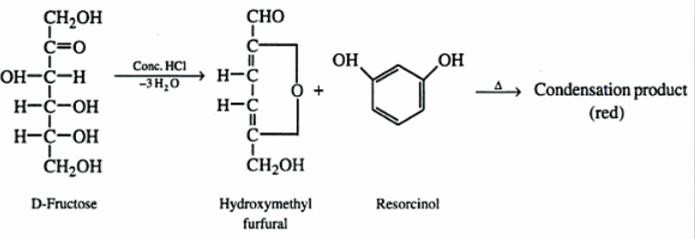 CH₂OH
C=O
OH–C–H
H–C–OH
H–C–OH
CH₂OH
D-Fructose
Conc. HCl
–3H₂O
CHO
C
H–C
H–C
C
CH₂OH
O
Hydroxymethyl
furfural
+
OH
OH
Resorcinol
Δ
Condensation product
(red)